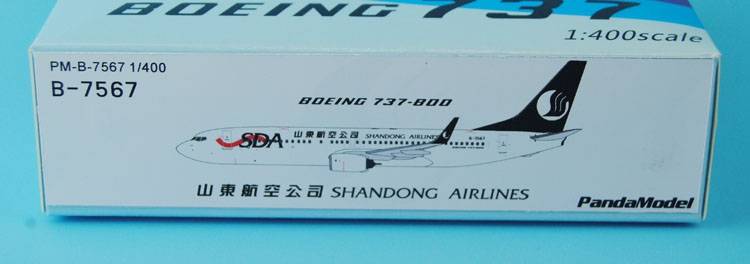 BOEING 737
1:400scale
PM-B-7567 1/400
B-7567
BOEING 737-800
SDA 山東航空公司 SHANDONG AIRLINES B-7567
山東航空公司 SHANDONG AIRLINES
PandaModel